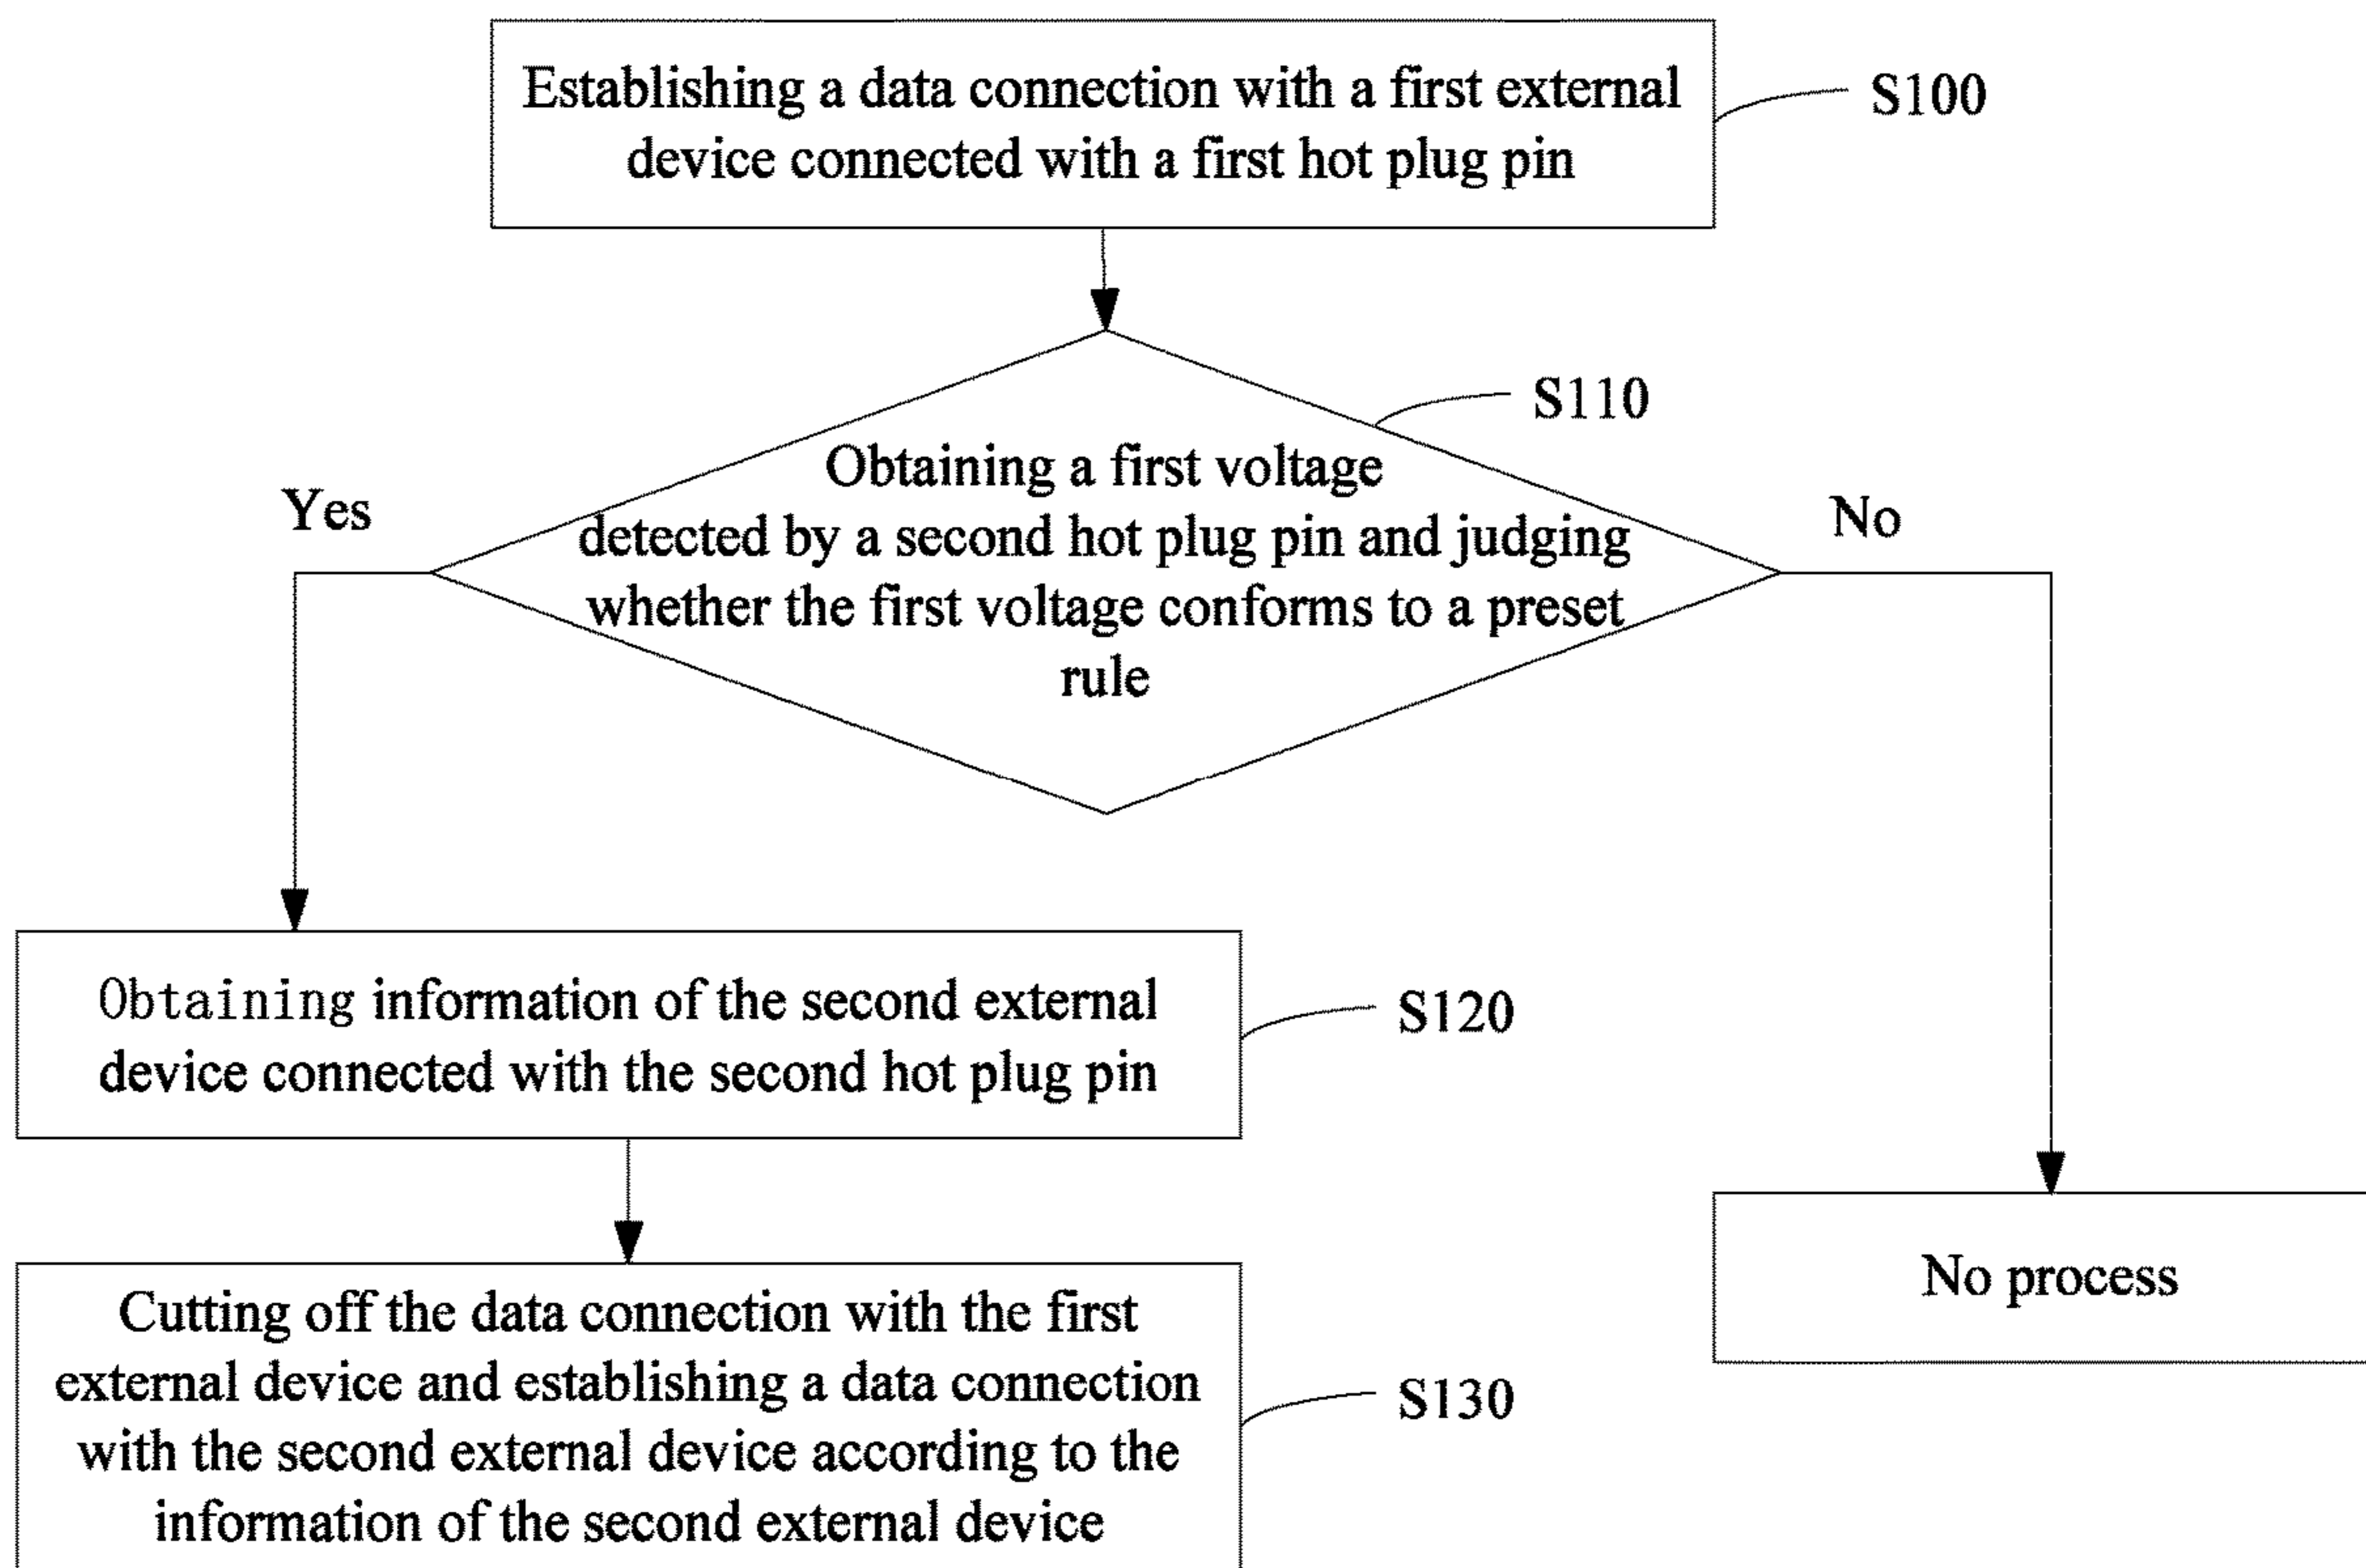 Establishing a data connection with a first external
device connected with a first hot plug pin
S100
S110
Obtaining a first voltage
detected by a second hot plug pin and judging
whether the first voltage conforms to a preset
rule
Yes
No
Obtaining information of the second external
device connected with the second hot plug pin
S120
No process
Cutting off the data connection with the first
external device and establishing a data connection
with the second external device according to the
information of the second external device
S130